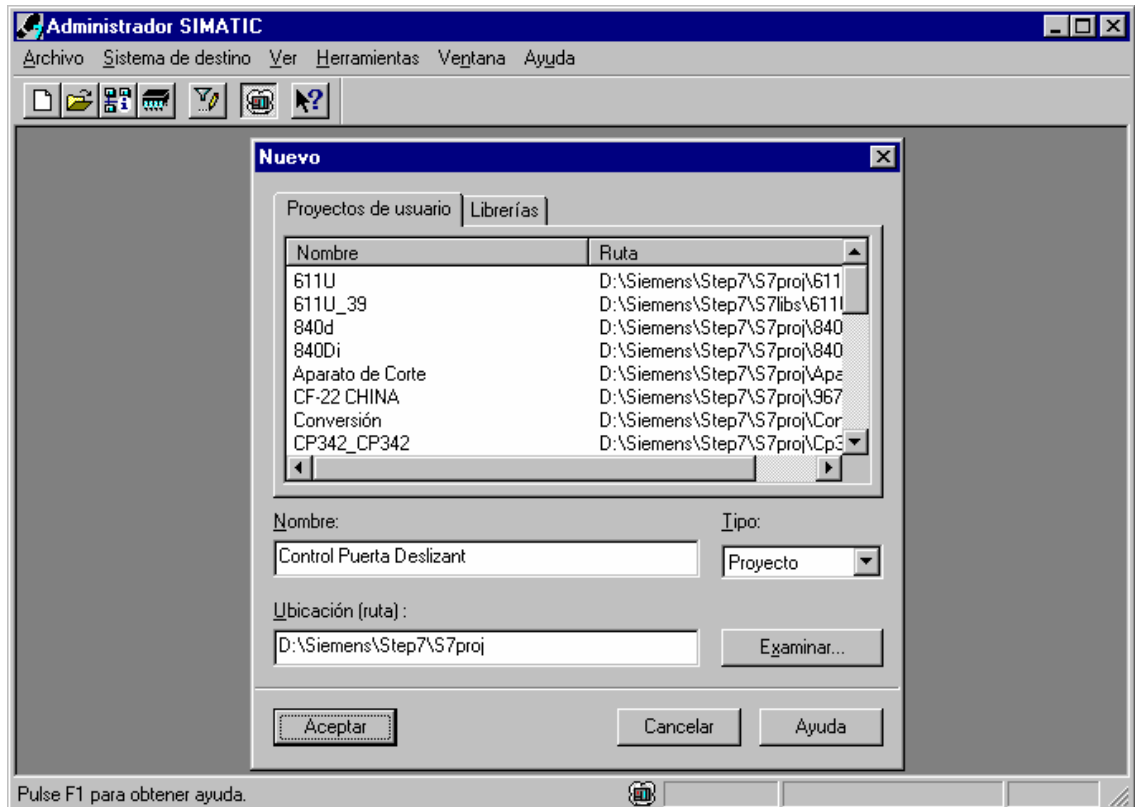 Administrador SIMATIC
Archivo Sistema de destino Ver Herramientas Ventana Ayuda
Nuevo
Proyectos de usuario Librerías
Nombre Ruta
611U D:\Siemens\Step7\S7proj\611
611U_39 D:\Siemens\Step7\S7libs\611U
840d D:\Siemens\Step7\S7proj\840
840Di D:\Siemens\Step7\S7proj\840
Aparato de Corte D:\Siemens\Step7\S7proj\Apa
CF-22 CHINA D:\Siemens\Step7\S7proj\967
Conversión D:\Siemens\Step7\S7proj\Con
CP342_CP342 D:\Siemens\Step7\S7proj\Cp3
Nombre: Tipo:
Control Puerta Deslizant Proyecto
Ubicación (ruta) :
D:\Siemens\Step7\S7proj Examinar...
Aceptar Cancelar Ayuda
Pulse F1 para obtener ayuda.